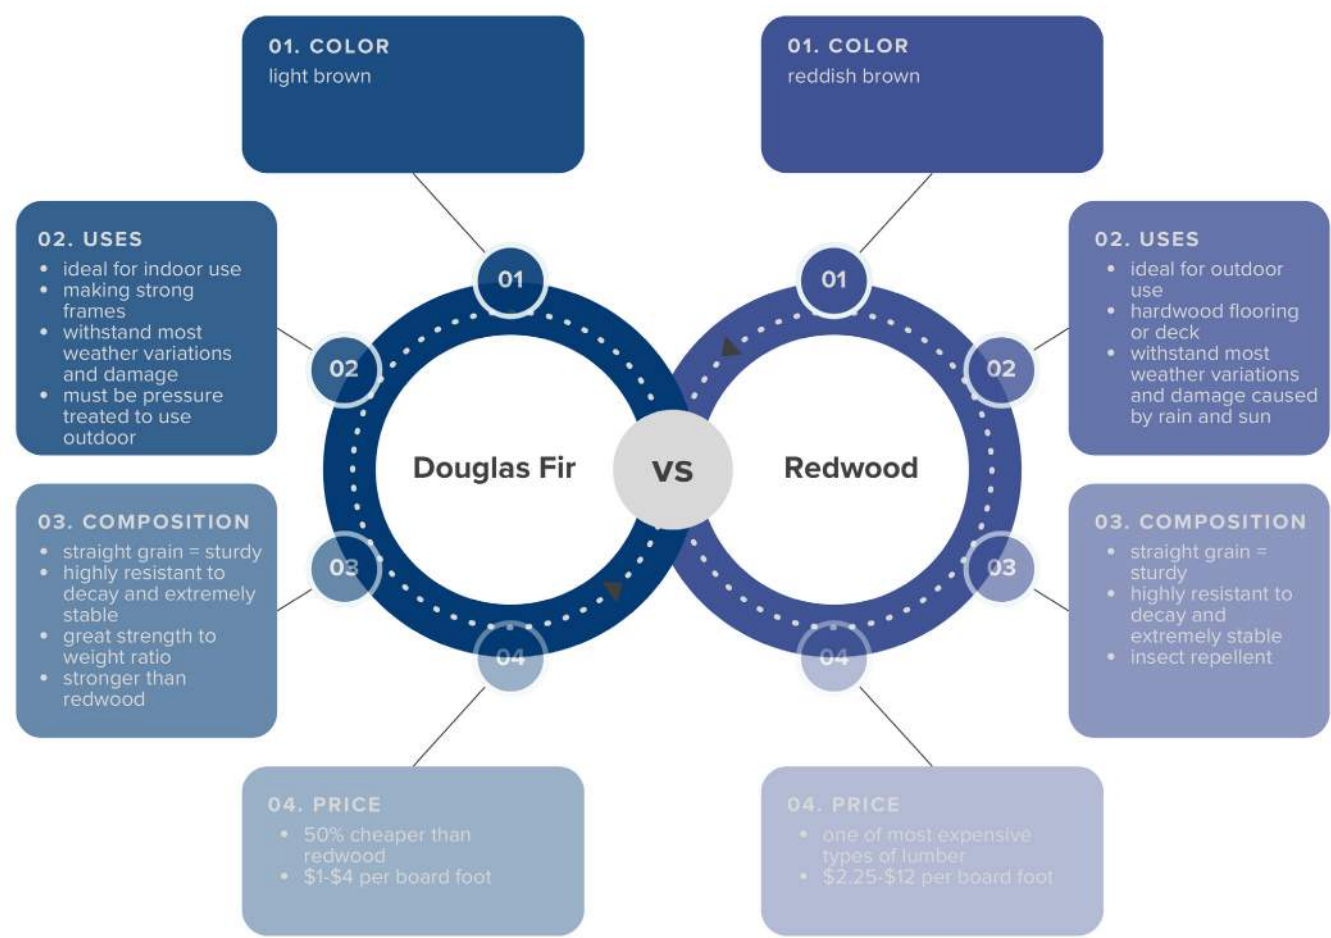 01. COLOR
light brown
01. COLOR
reddish brown
02. USES
• ideal for indoor use
• making strong
frames
• withstand most
weather variations
and damage
• must be pressure
treated to use
outdoor
02. USES
• ideal for outdoor
use
• hardwood flooring
or deck
• withstand most
weather variations
and damage caused
by rain and sun
01
01
02
02
Douglas Fir
VS
Redwood
03
03
04
04
03. COMPOSITION
• straight grain = sturdy
• highly resistant to
decay and extremely
stable
• great strength to
weight ratio
• stronger than
redwood
03. COMPOSITION
• straight grain =
sturdy
• highly resistant to
decay and
extremely stable
• insect repellent
04. PRICE
• 50% cheaper than
redwood
• $1-$4 per board foot
04. PRICE
• one of most expensive
types of lumber
• $2.25-$12 per board foot